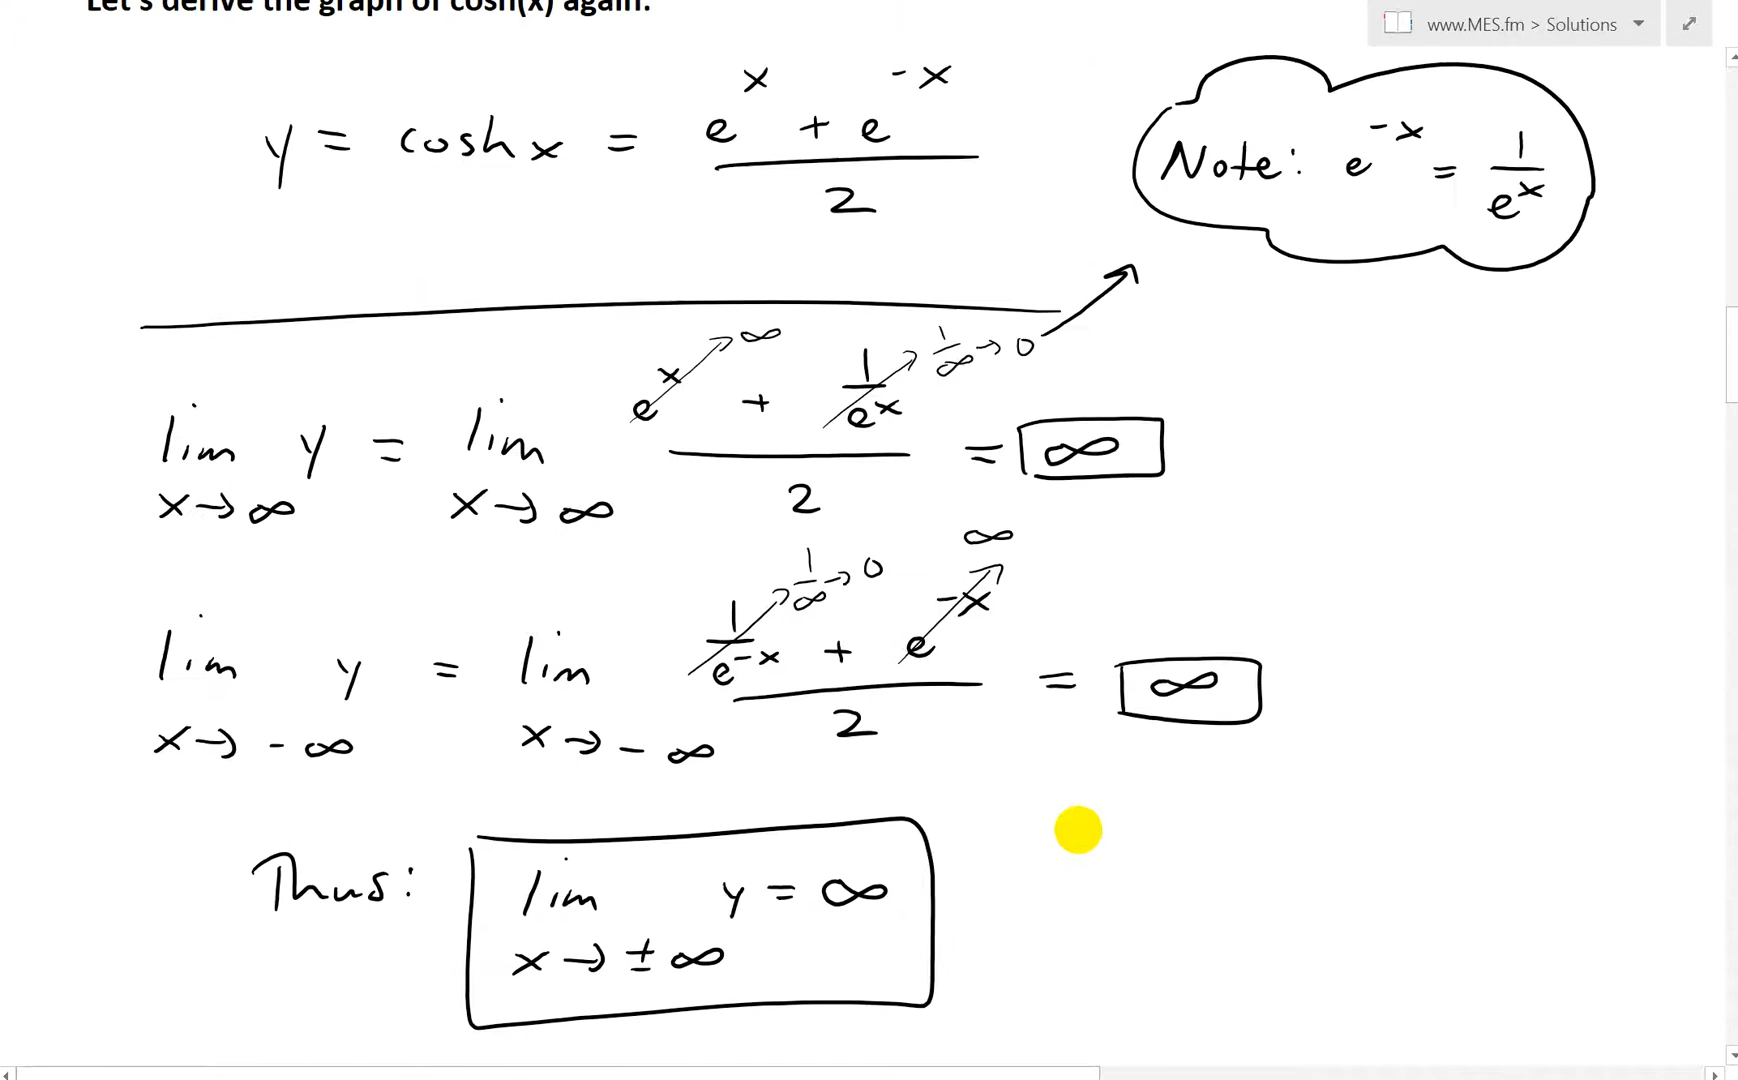 Let's derive the graph of cosh(x) again.
www.MES.fm > Solutions
y = cosh x = (e^x + e^-x)/2
Note: e^-x = 1/e^x
lim x→∞ y = lim x→∞ (e^x + 1/e^x)/2 = ∞
∞
1/∞ → 0
lim x→-∞ y = lim x→-∞ (1/e^-x + e^-x)/2 = ∞
1/∞ → 0
∞
Thus: lim x→±∞ y = ∞